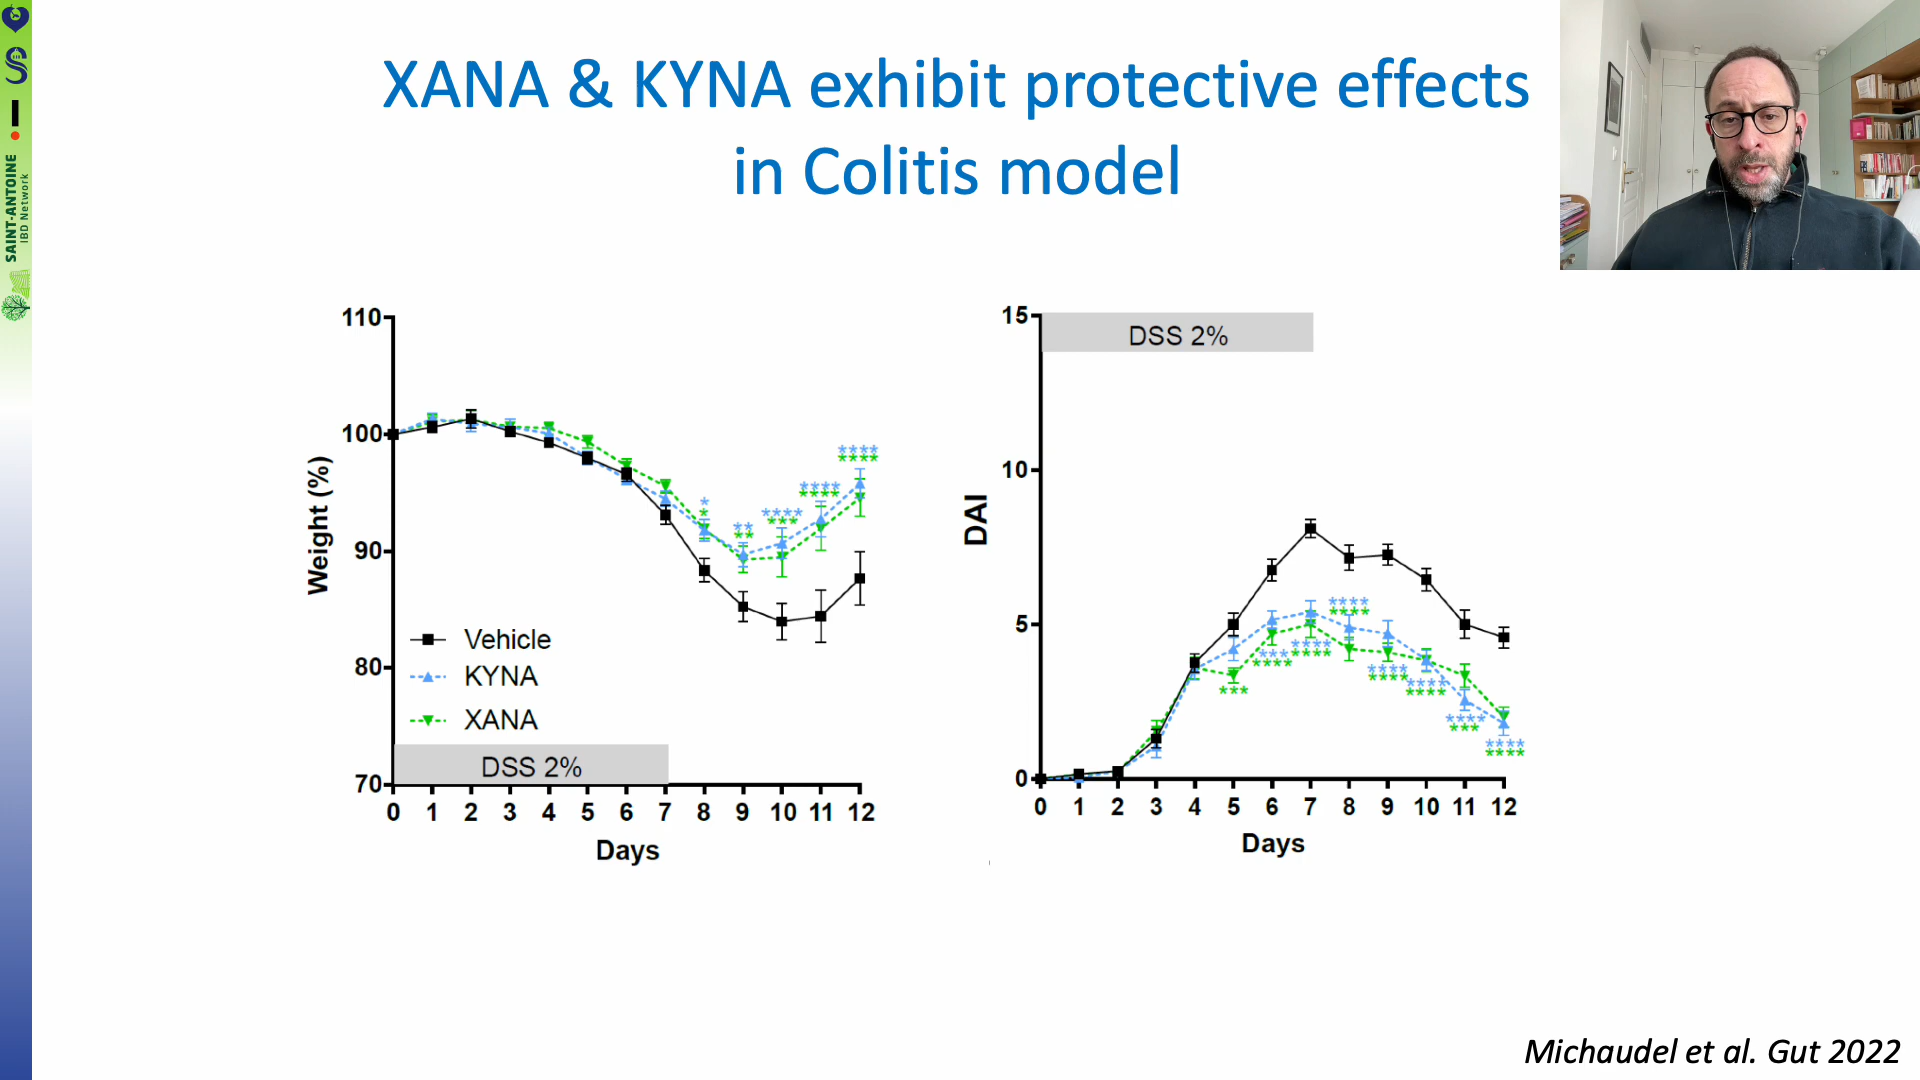 XANA & KYNA exhibit protective effects
in Colitis model
SAINT-ANTOINE
IBD Network
110
100
90
80
70
Weight (%)
**** **** **** ****
**** *** **** ****
* ** **** **** ****
* ** *** **** ****
Vehicle
KYNA
XANA
DSS 2%
0 1 2 3 4 5 6 7 8 9 10 11 12
Days
15
10
5
0
DAI
DSS 2%
*** **** **** **** **** **** **** ****
0 1 2 3 4 5 6 7 8 9 10 11 12
Days
Michaudel et al. Gut 2022